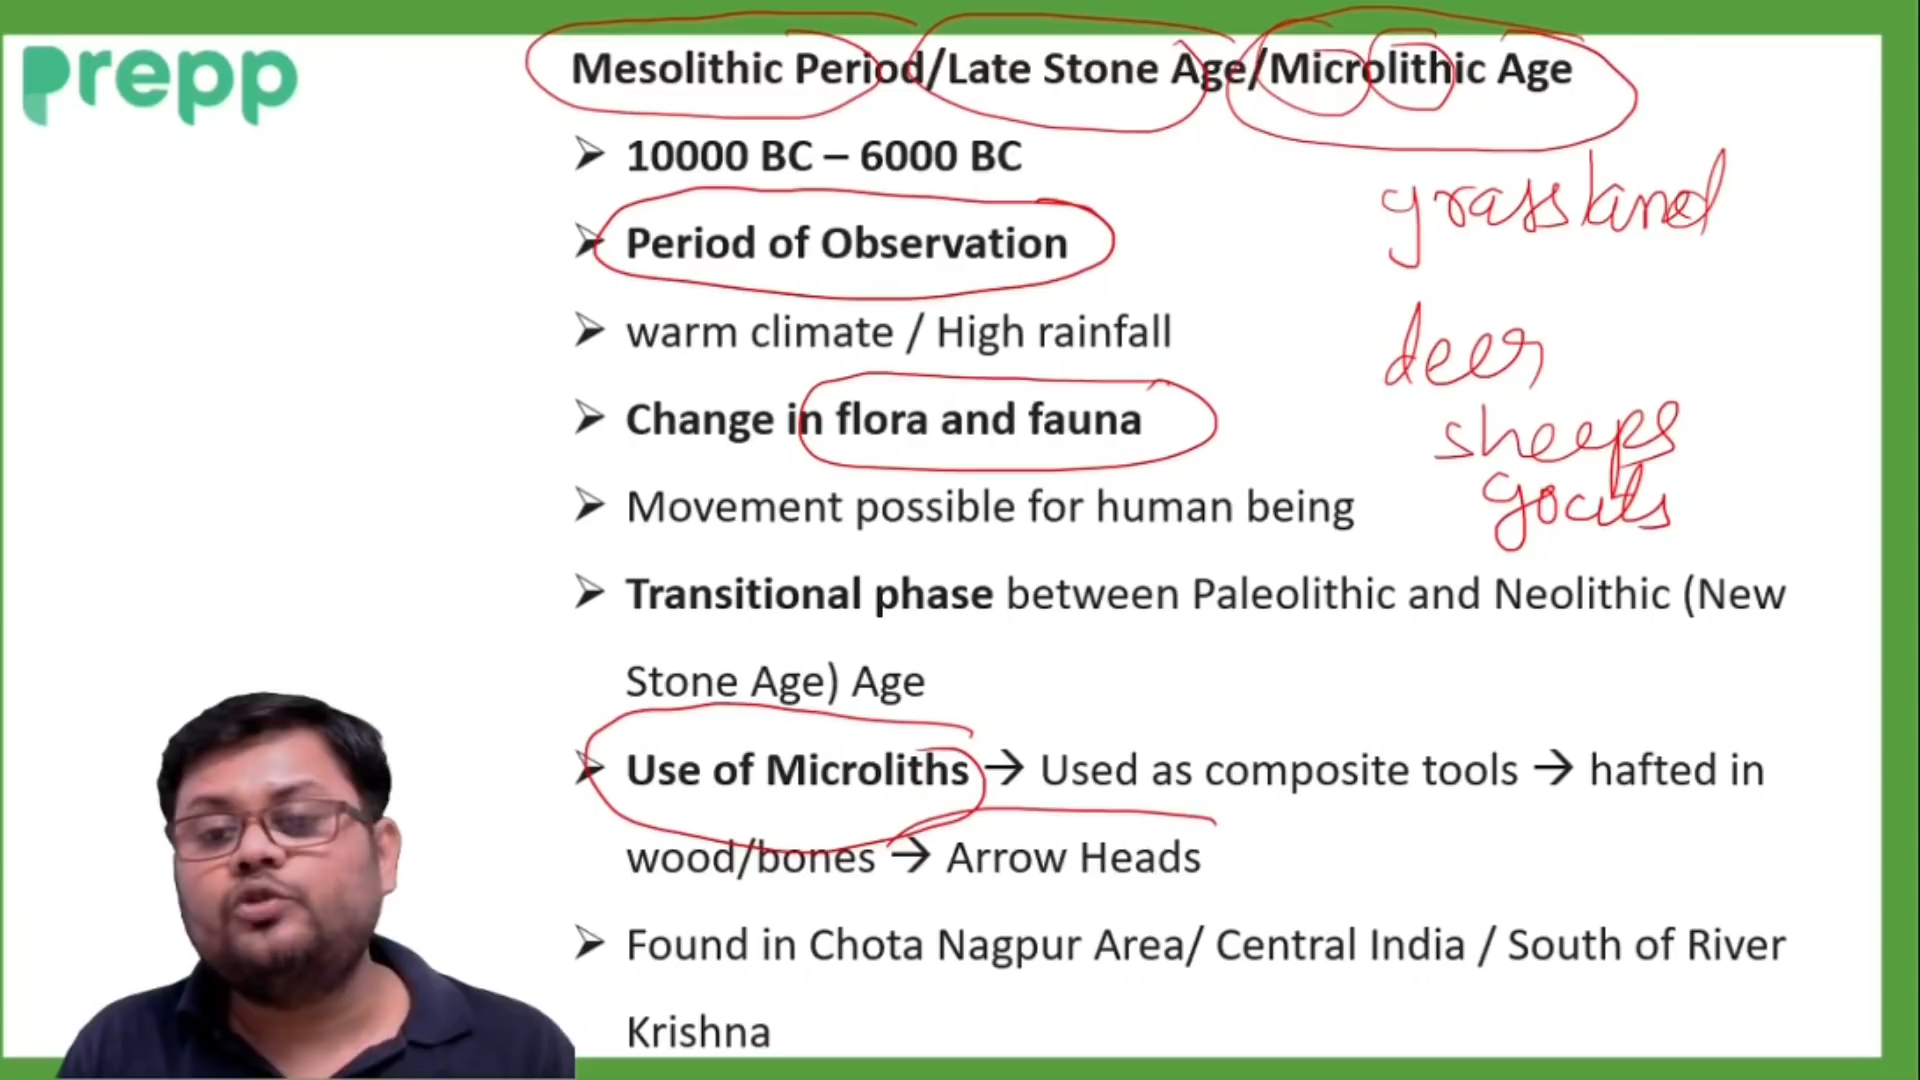 prepp
Mesolithic Period/Late Stone Age/Microlithic Age
➢ 10000 BC – 6000 BC
grassland
➢ Period of Observation
➢ warm climate / High rainfall
deer
➢ Change in flora and fauna
sheeps
➢ Movement possible for human being
goats
➢ Transitional phase between Paleolithic and Neolithic (New
Stone Age) Age
➢ Use of Microliths → Used as composite tools → hafted in
wood/bones → Arrow Heads
➢ Found in Chota Nagpur Area/ Central India / South of River
Krishna